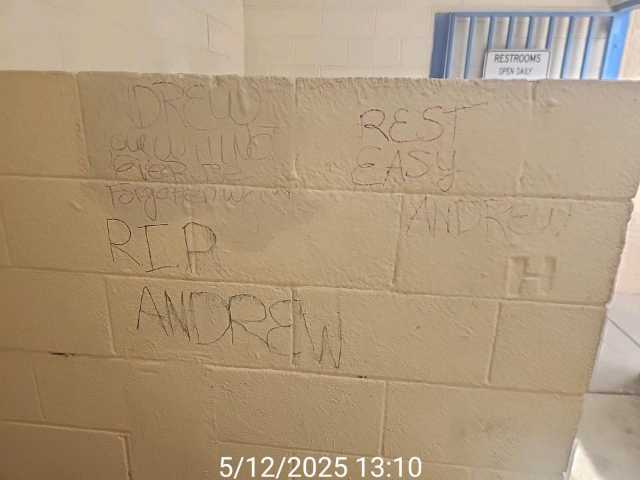 RESTROOMS
OPEN DAILY
DREW
EVER BE
forgotten
RIP
ANDREW
REST
EASY
ANDREW
H
5/12/2025 13:10